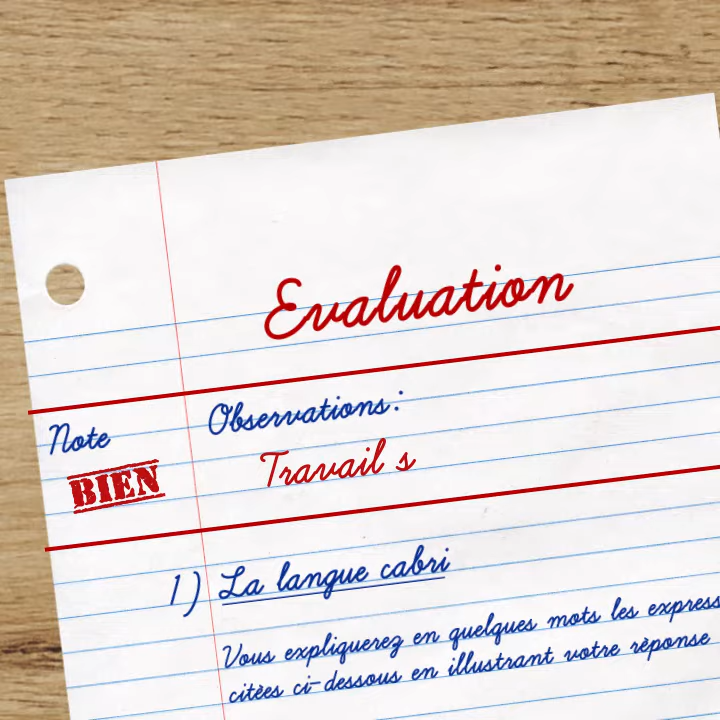 Evaluation
Note
Observations:
BIEN
Travail s
1) La langue cabri
Vous expliquerez en quelques mots les express
citées ci-dessous en illustrant votre réponse